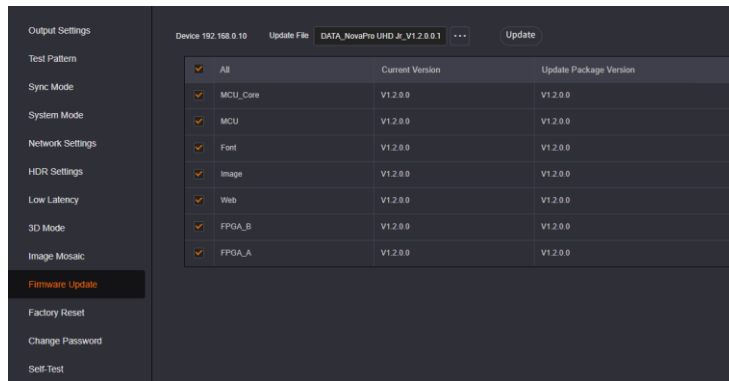 Output Settings
Test Pattern
Sync Mode
System Mode
Network Settings
HDR Settings
Low Latency
3D Mode
Image Mosaic
Firmware Update
Factory Reset
Change Password
Self-Test
Device 192.168.0.10 Update File DATA_NovaPro UHD Jr_V1.2.0.0.1 ··· Update
All Current Version Update Package Version
MCU_Core V1.2.0.0 V1.2.0.0
MCU V1.2.0.0 V1.2.0.0
Font V1.2.0.0 V1.2.0.0
Image V1.2.0.0 V1.2.0.0
Web V1.2.0.0 V1.2.0.0
FPGA_B V1.2.0.0 V1.2.0.0
FPGA_A V1.2.0.0 V1.2.0.0